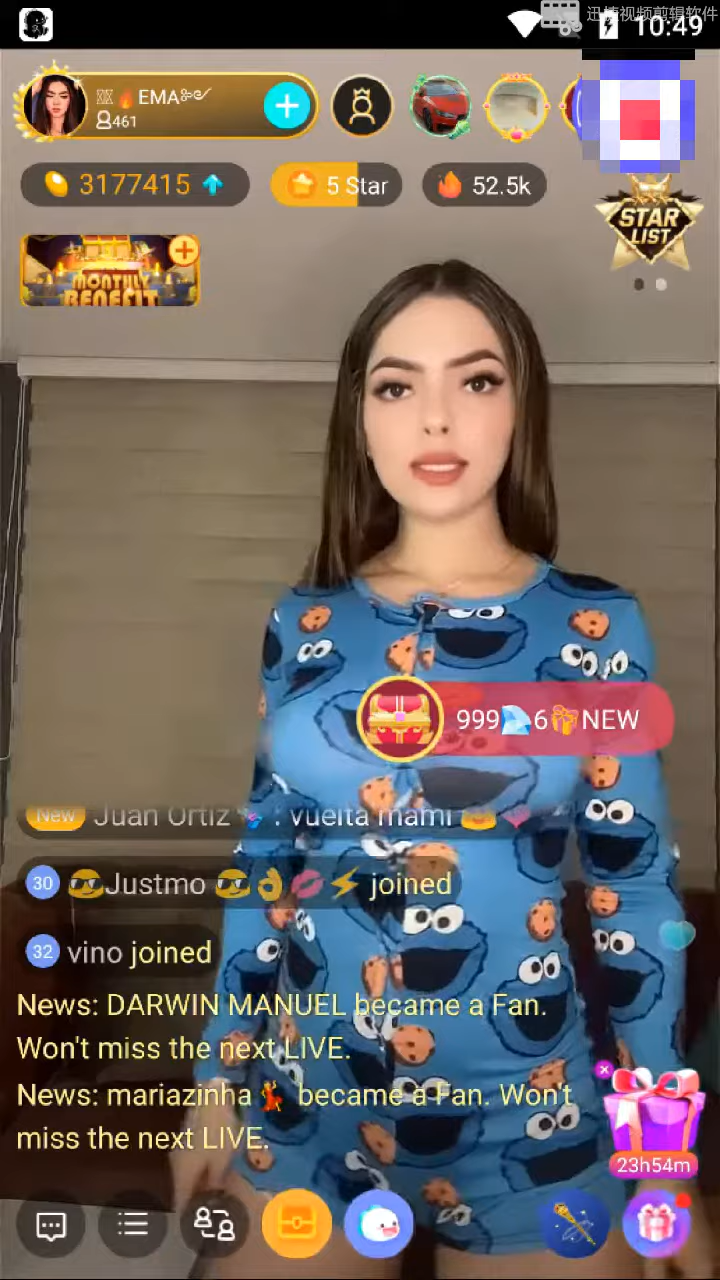 迅捷视频剪辑软件
10:49
🔥EMA
461
3177415
5 Star
52.5k
STAR
LIST
MONTHLY
BENEFIT
999💎6🎁NEW
New Juan Ortiz : vuelta mami
30 😎Justmo😎👌💋⚡ joined
32 vino joined
News: DARWIN MANUEL became a Fan.
Won't miss the next LIVE.
News: mariazinha💃 became a Fan. Won't
miss the next LIVE.
23h54m